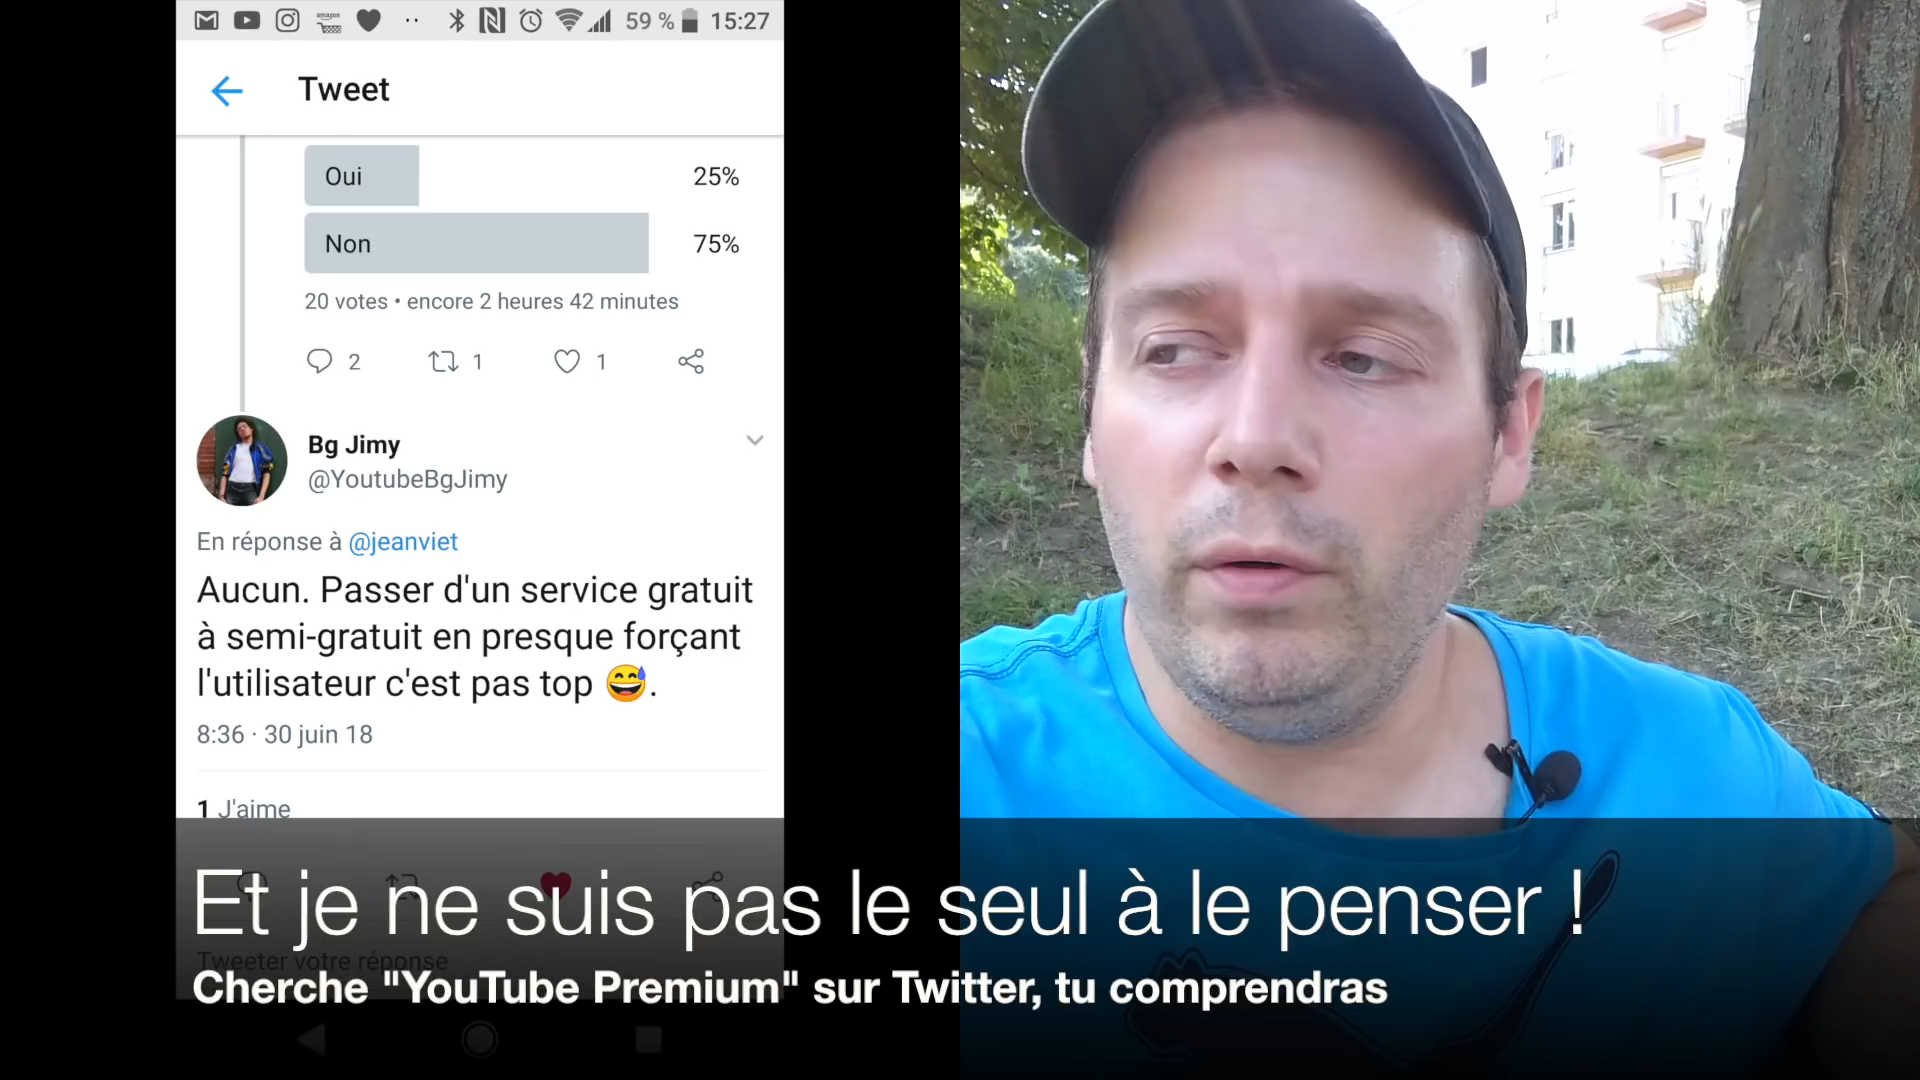 amazon
59 %
15:27
Tweet
Oui
25%
Non
75%
20 votes • encore 2 heures 42 minutes
2
1
1
Bg Jimy
@YoutubeBgJimy
En réponse à @jeanviet
Aucun. Passer d'un service gratuit
à semi-gratuit en presque forçant
l'utilisateur c'est pas top 😅.
8:36 · 30 juin 18
1 J'aime
Et je ne suis pas le seul à le penser !
Tweeter votre réponse
Cherche "YouTube Premium" sur Twitter, tu comprendras